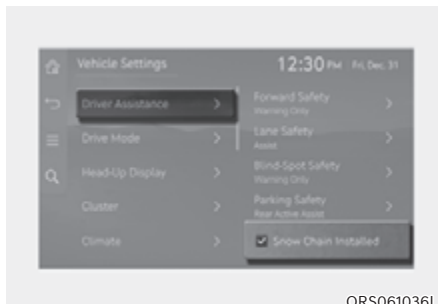 Vehicle Settings
12:30 PM Fri, Dec. 31
Driver Assistance
Drive Mode
Head-Up Display
Cluster
Climate
Forward Safety
Warning Only
Lane Safety
Assist
Blind-Spot Safety
Warning Only
Parking Safety
Rear Active Assist
Snow Chain Installed